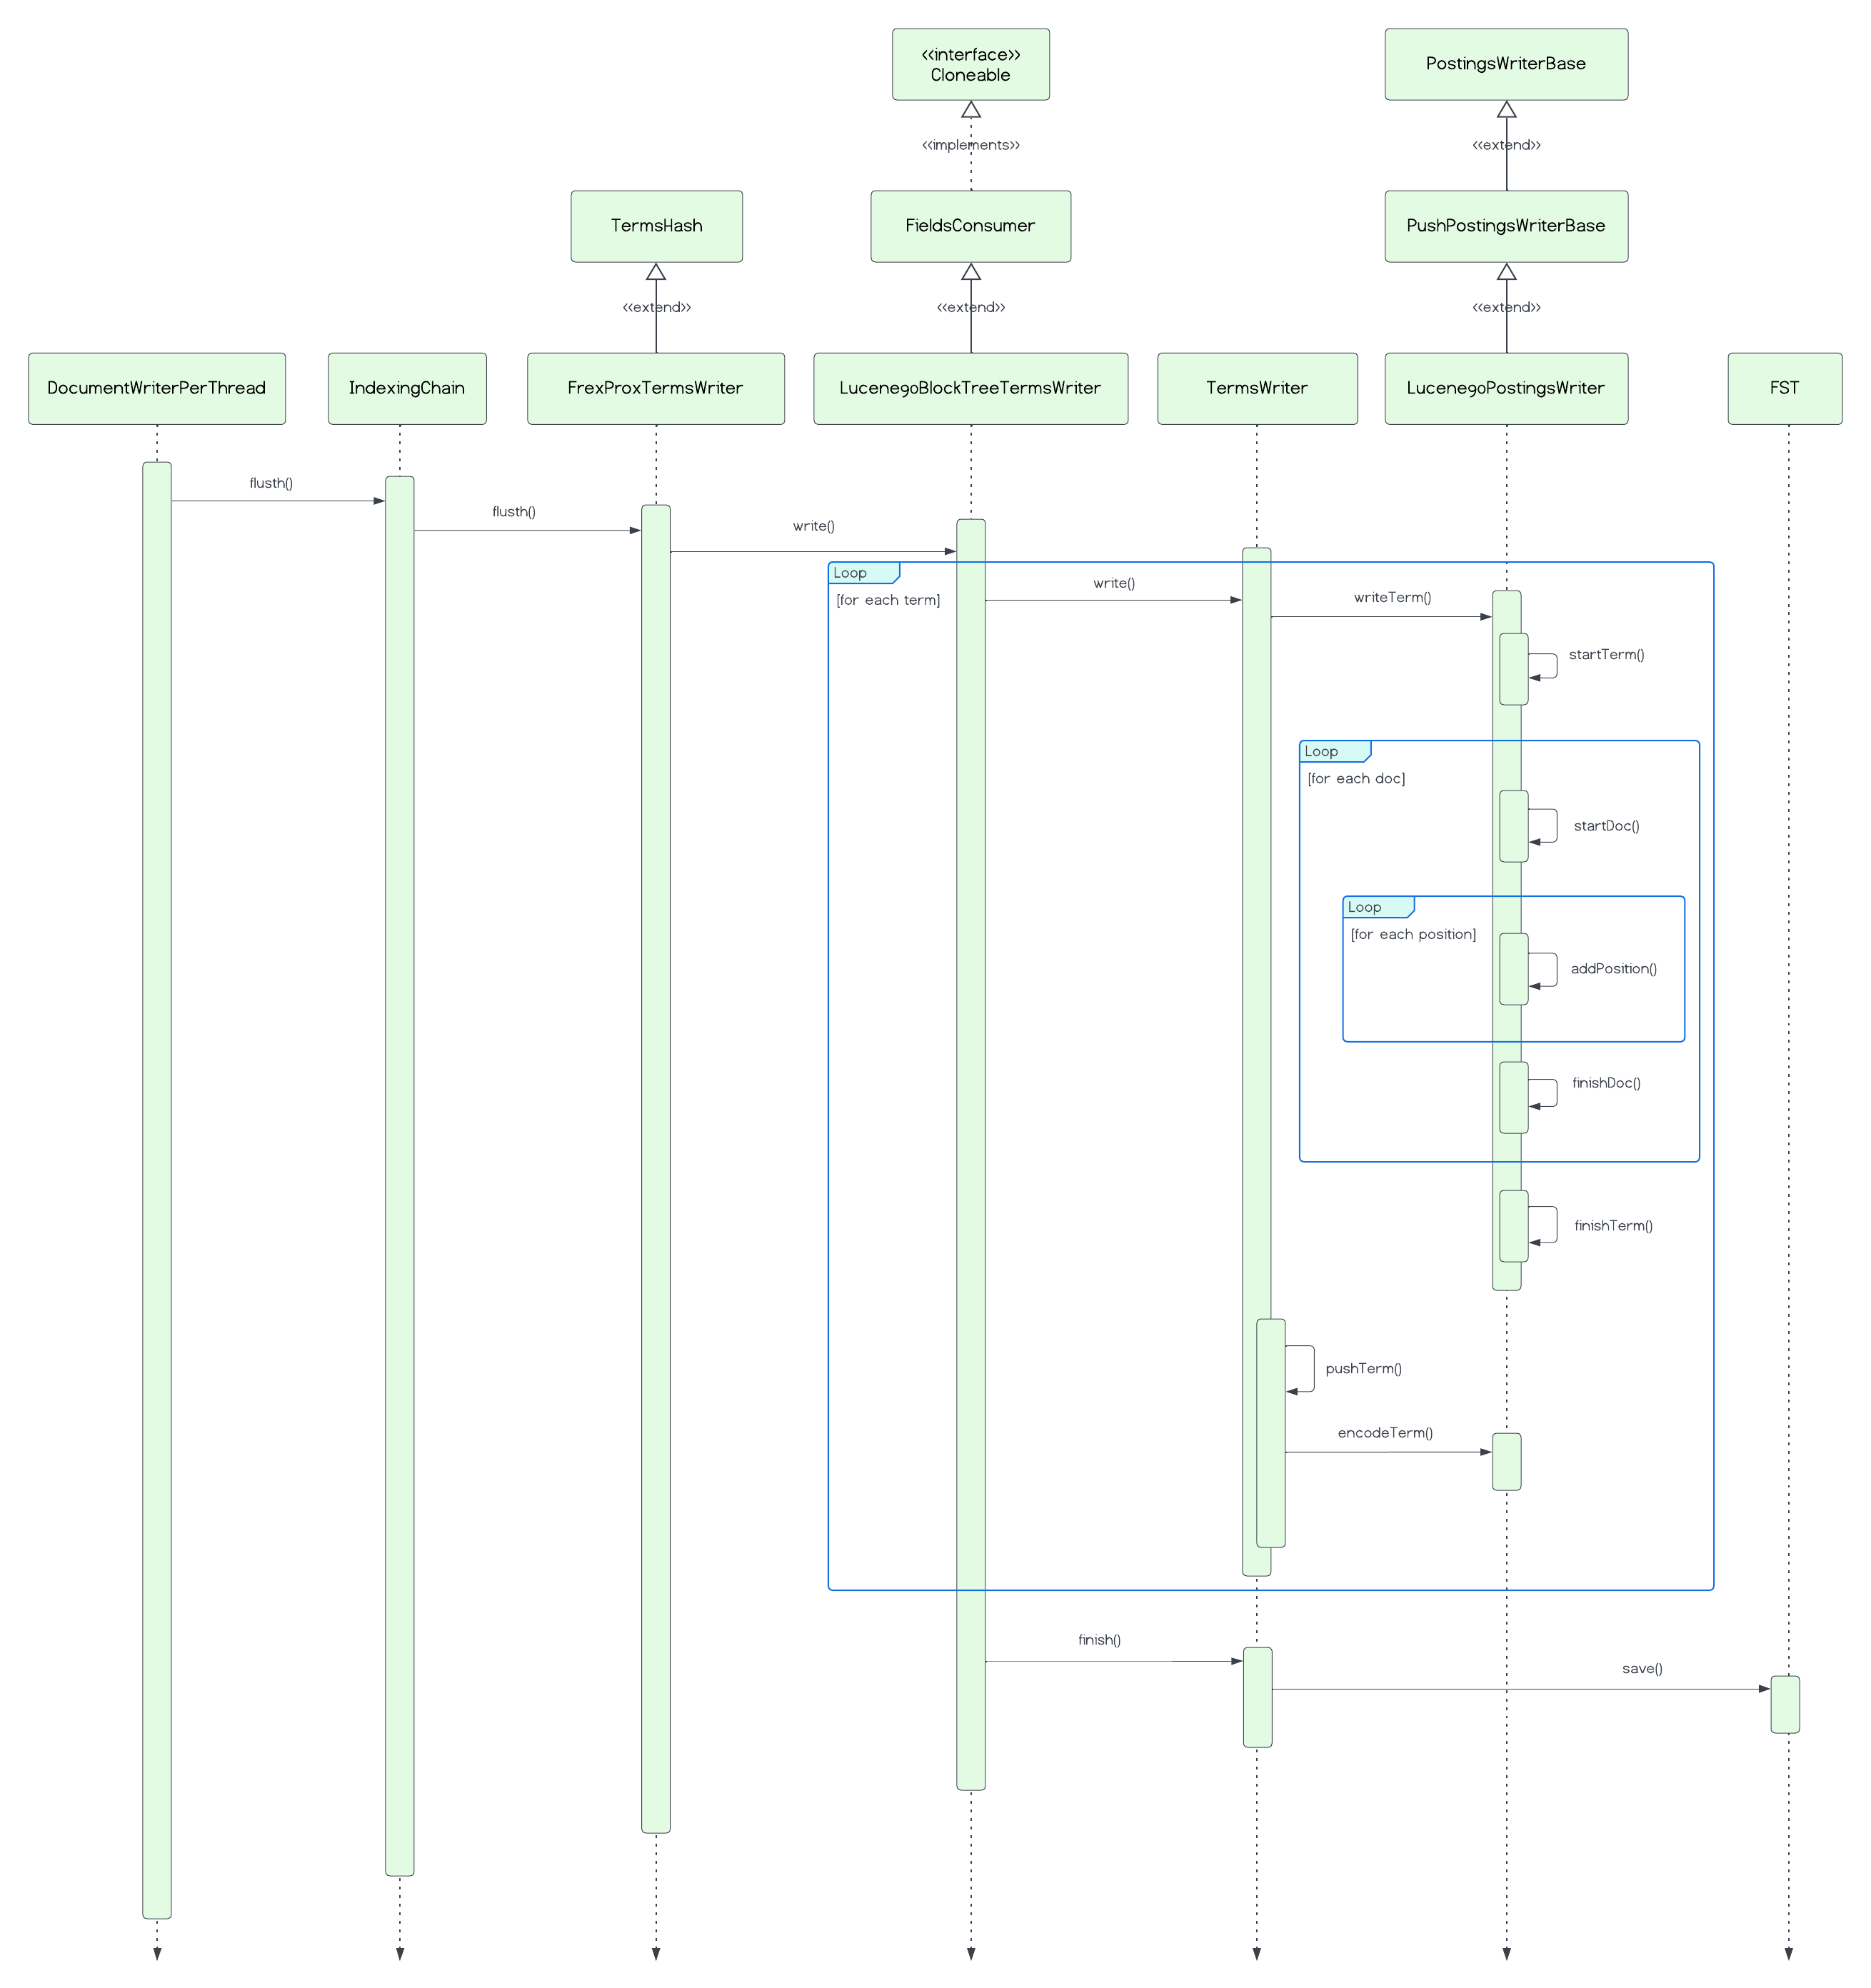 <<interface>>
Cloneable
PostingsWriterBase
<<implements>>
<<extend>>
TermsHash
FieldsConsumer
PushPostingsWriterBase
<<extend>>
<<extend>>
<<extend>>
DocumentWriterPerThread
IndexingChain
FrexProxTermsWriter
Lucene90BlockTreeTermsWriter
TermsWriter
Lucene90PostingsWriter
FST
flusth()
flusth()
write()
Loop
[for each term]
write()
writeTerm()
startTerm()
Loop
[for each doc]
startDoc()
Loop
[for each position]
addPosition()
finishDoc()
finishTerm()
pushTerm()
encodeTerm()
finish()
save()